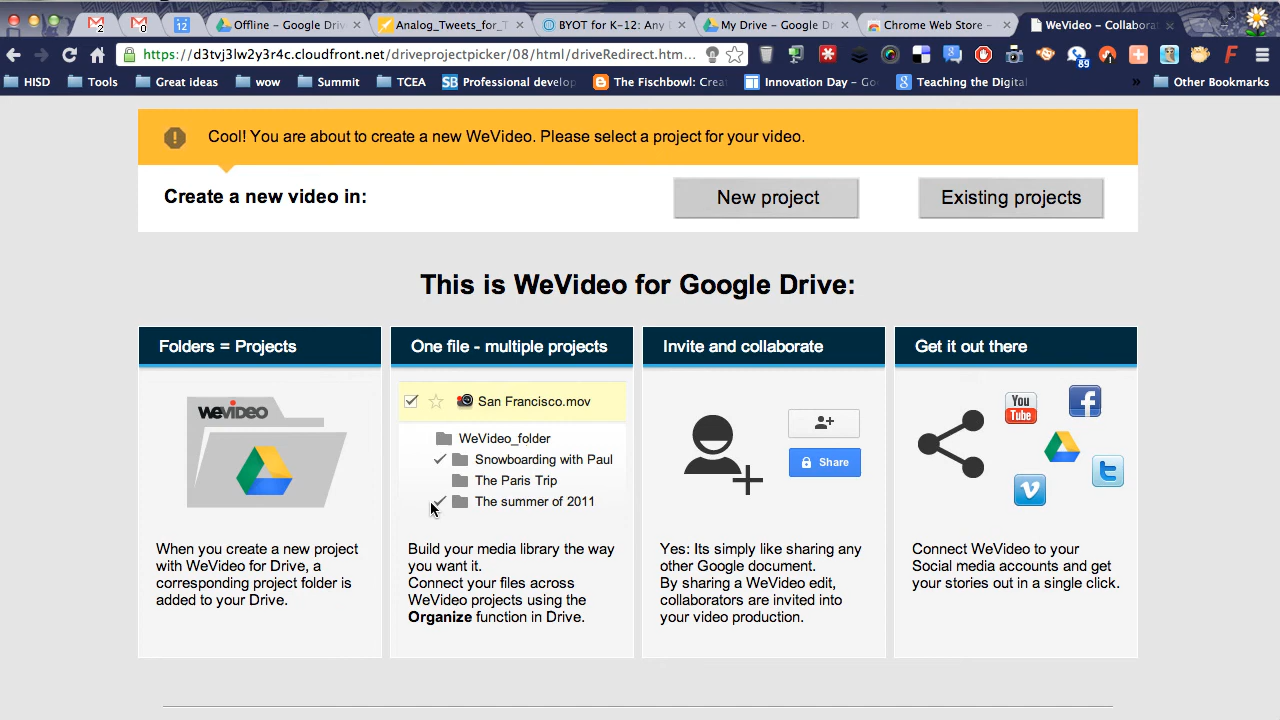 2
0
12
Offline – Google Driv
Analog_Tweets_for_T
BYOT for K-12: Any
My Drive – Google D
Chrome Web Store –
WeVideo – Collabora
https://d3tvj3lw2y3r4c.cloudfront.net/driveprojectpicker/08/html/driveRedirect.htm...
89
HISD
Tools
Great ideas
wow
Summit
TCEA
SB Professional develop
The Fischbowl: Crea
Innovation Day – Go
Teaching the Digital
»
Other Bookmarks
Cool! You are about to create a new WeVideo. Please select a project for your video.
Create a new video in:
New project
Existing projects
This is WeVideo for Google Drive:
Folders = Projects
wevideo
When you create a new project
with WeVideo for Drive, a
corresponding project folder is
added to your Drive.
One file - multiple projects
San Francisco.mov
WeVideo_folder
Snowboarding with Paul
The Paris Trip
The summer of 2011
Build your media library the way
you want it.
Connect your files across
WeVideo projects using the
Organize function in Drive.
Invite and collaborate
Share
Yes: Its simply like sharing any
other Google document.
By sharing a WeVideo edit,
collaborators are invited into
your video production.
Get it out there
You
Tube
Connect WeVideo to your
Social media accounts and get
your stories out in a single click.